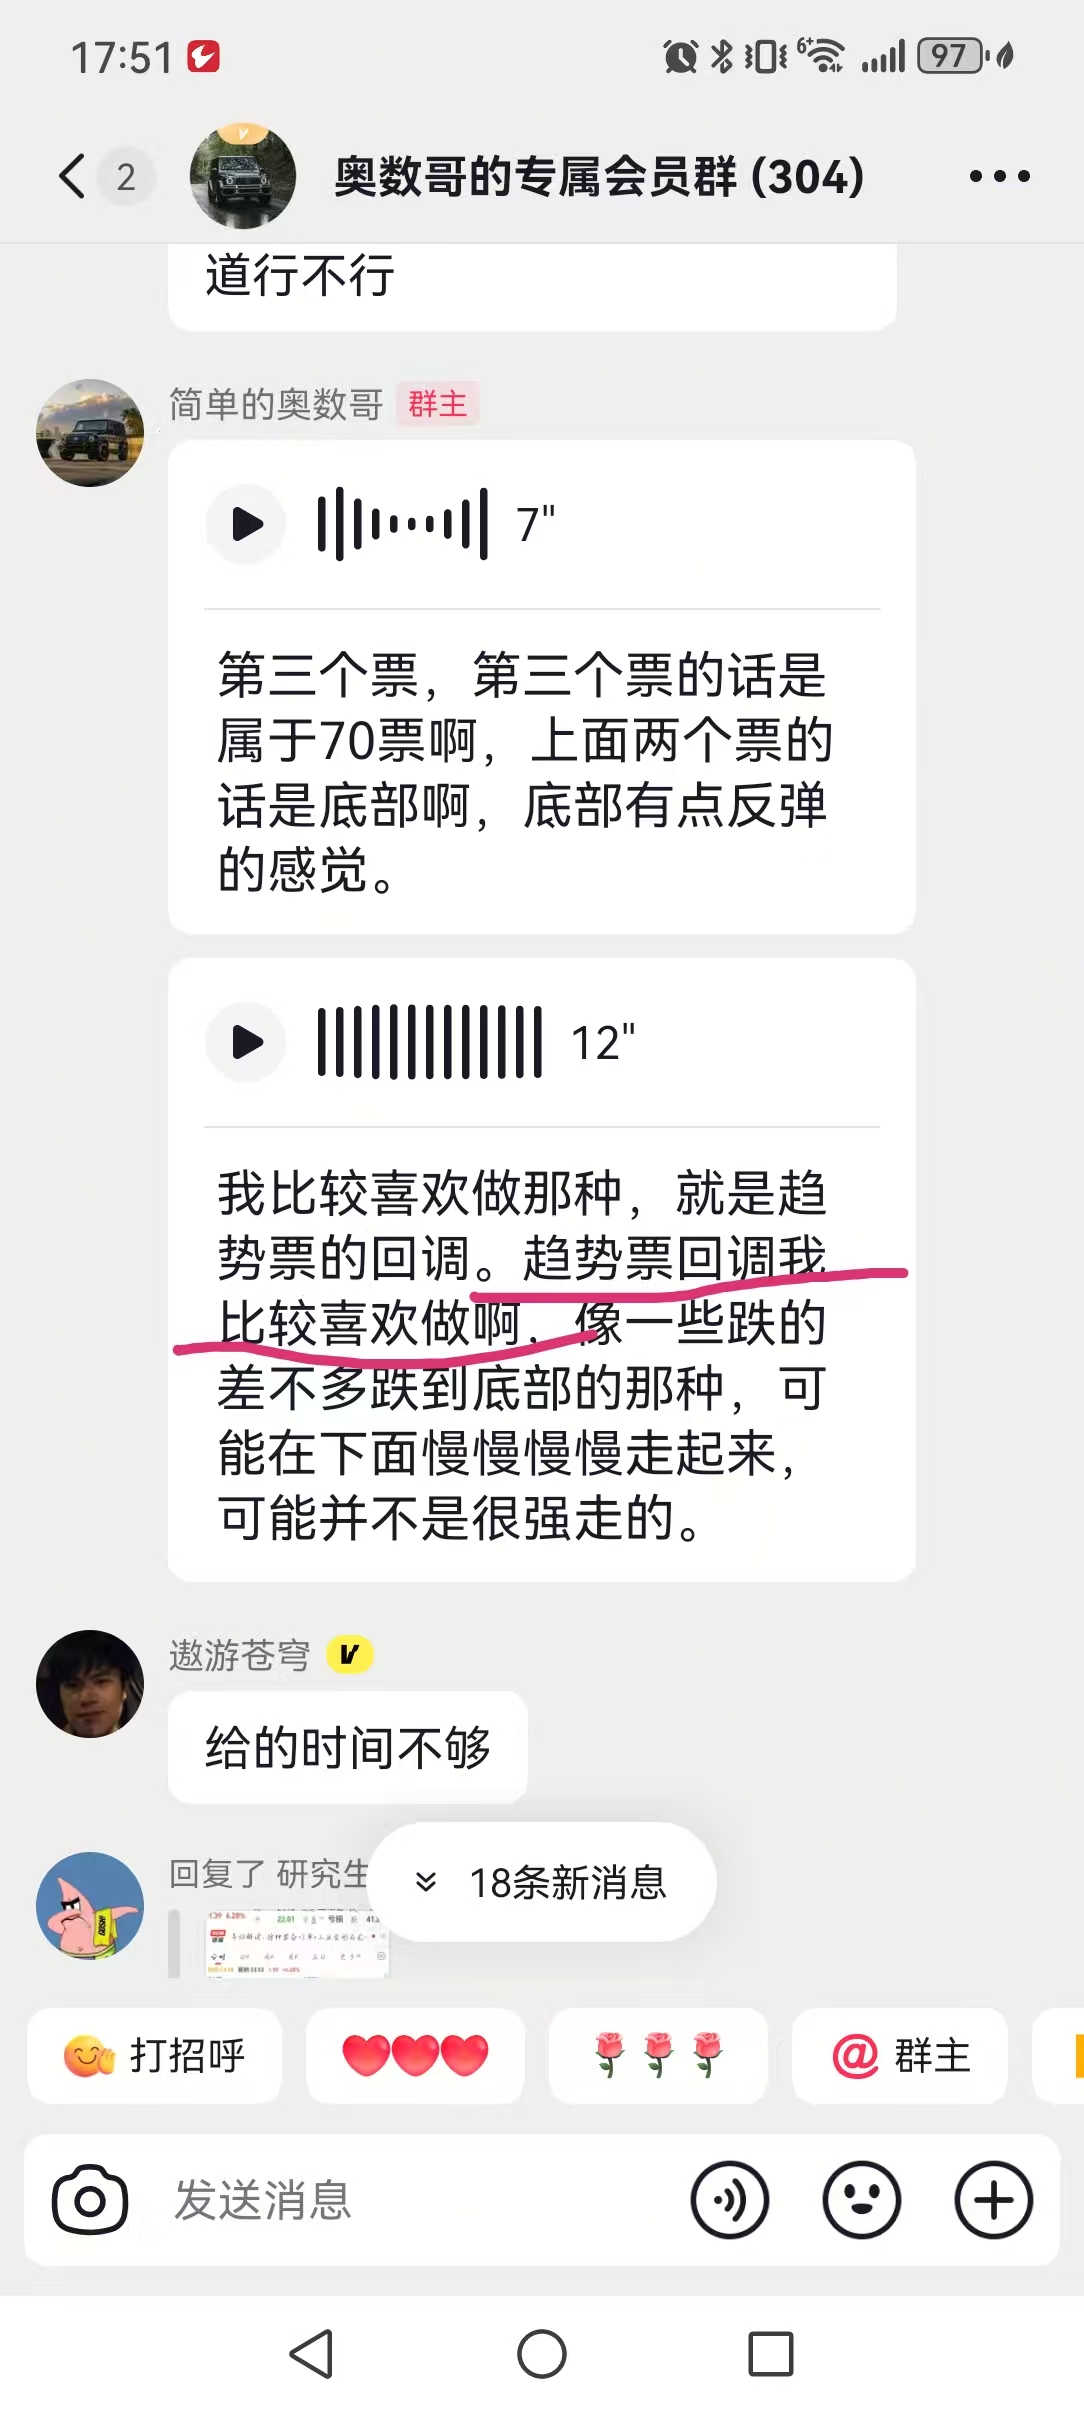 17:51
6+
97
2
奥数哥的专属会员群 (304)
道行不行
简单的奥数哥 群主
7"
第三个票，第三个票的话是
属于70票啊，上面两个票的
话是底部啊，底部有点反弹
的感觉。
12"
我比较喜欢做那种，就是趋
势票的回调。趋势票回调我
比较喜欢做啊，像一些跌的
差不多跌到底部的那种，可
能在下面慢慢慢慢走起来，
可能并不是很强走的。
遨游苍穹
给的时间不够
回复了 研究生
18条新消息
1.39 6.28%
22.01
打招呼
@ 群主
发送消息